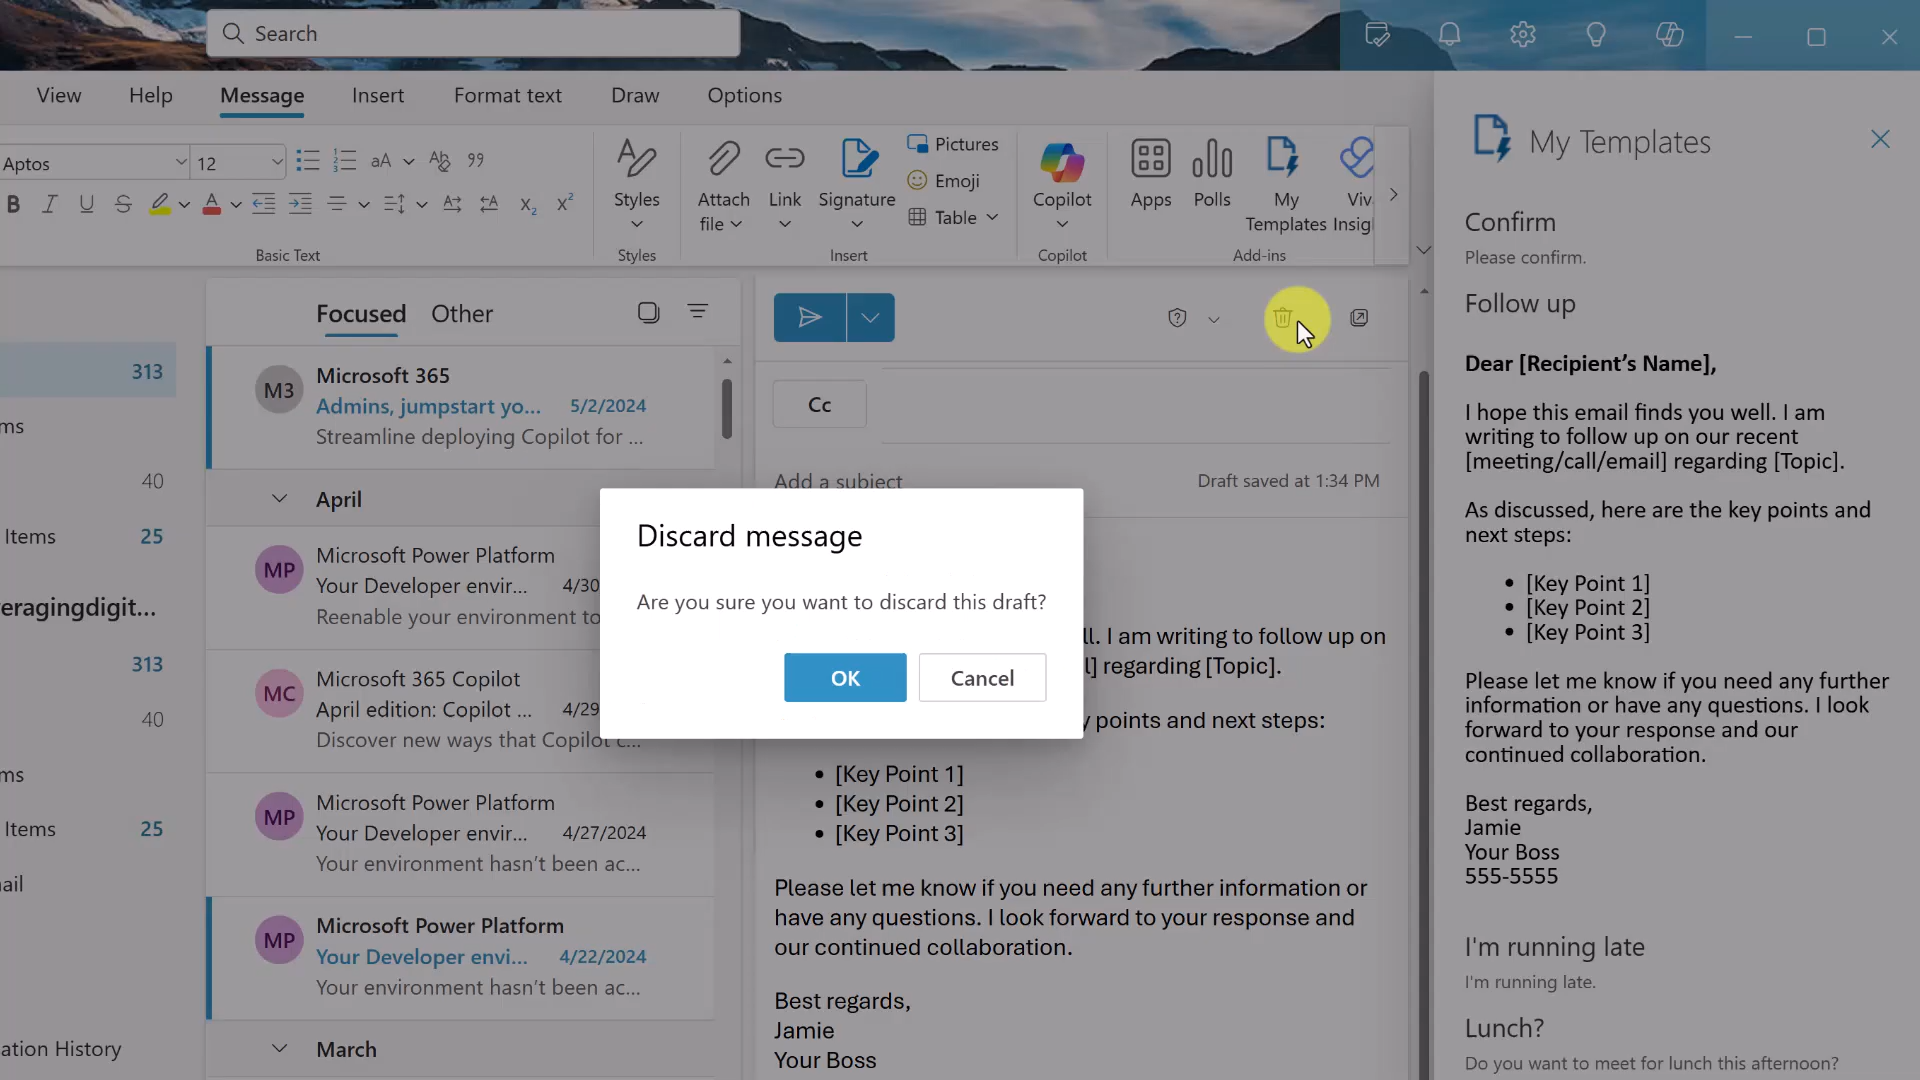 Search
View
Help
Message
Insert
Format text
Draw
Options
Aptos
12
Basic Text
Styles
Styles
Attach
file
Link
Signature
Pictures
Emoji
Table
Insert
Copilot
Copilot
Apps
Polls
My
Templates
Viv
Insig
Add-ins
313
ms
40
Items
25
eragingdigit...
313
40
ms
Items
25
ail
ation History
Focused
Other
M3
Microsoft 365
Admins, jumpstart yo...
5/2/2024
Streamline deploying Copilot for ...
April
MP
Microsoft Power Platform
Your Developer envir...
4/30
Reenable your environment to
MC
Microsoft 365 Copilot
April edition: Copilot ...
4/29
Discover new ways that Copilot c...
MP
Microsoft Power Platform
Your Developer envir...
4/27/2024
Your environment hasn't been ac...
MP
Microsoft Power Platform
Your Developer envi...
4/22/2024
Your environment hasn't been ac...
March
Cc
Add a subject
Draft saved at 1:34 PM
Discard message
Are you sure you want to discard this draft?
OK
Cancel
ll. I am writing to follow up on
l] regarding [Topic].
y points and next steps:
• [Key Point 1]
• [Key Point 2]
• [Key Point 3]
Please let me know if you need any further information or
have any questions. I look forward to your response and
our continued collaboration.
Best regards,
Jamie
Your Boss
My Templates
Confirm
Please confirm.
Follow up
Dear [Recipient's Name],
I hope this email finds you well. I am
writing to follow up on our recent
[meeting/call/email] regarding [Topic].
As discussed, here are the key points and
next steps:
• [Key Point 1]
• [Key Point 2]
• [Key Point 3]
Please let me know if you need any further
information or have any questions. I look
forward to your response and our
continued collaboration.
Best regards,
Jamie
Your Boss
555-5555
I'm running late
I'm running late.
Lunch?
Do you want to meet for lunch this afternoon?